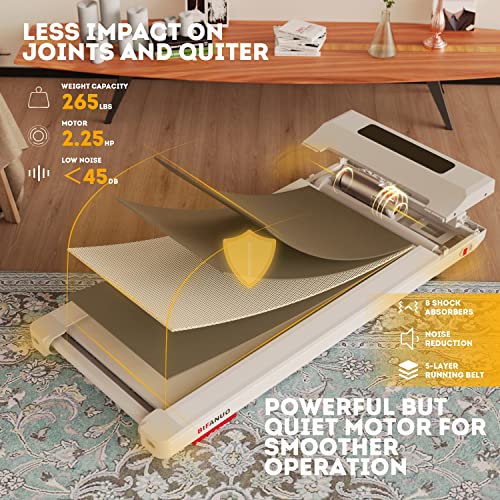 LESS IMPACT ON
JOINTS AND QUITER
WEIGHT CAPACITY
265LBS
MOTOR
2.25HP
LOW NOISE
<45DB
8 SHOCK
ABSORBERS
NOISE
REDUCTION
5-LAYER
RUNNING BELT
BIFANUO
POWERFUL BUT
QUIET MOTOR FOR
SMOOTHER
OPERATION